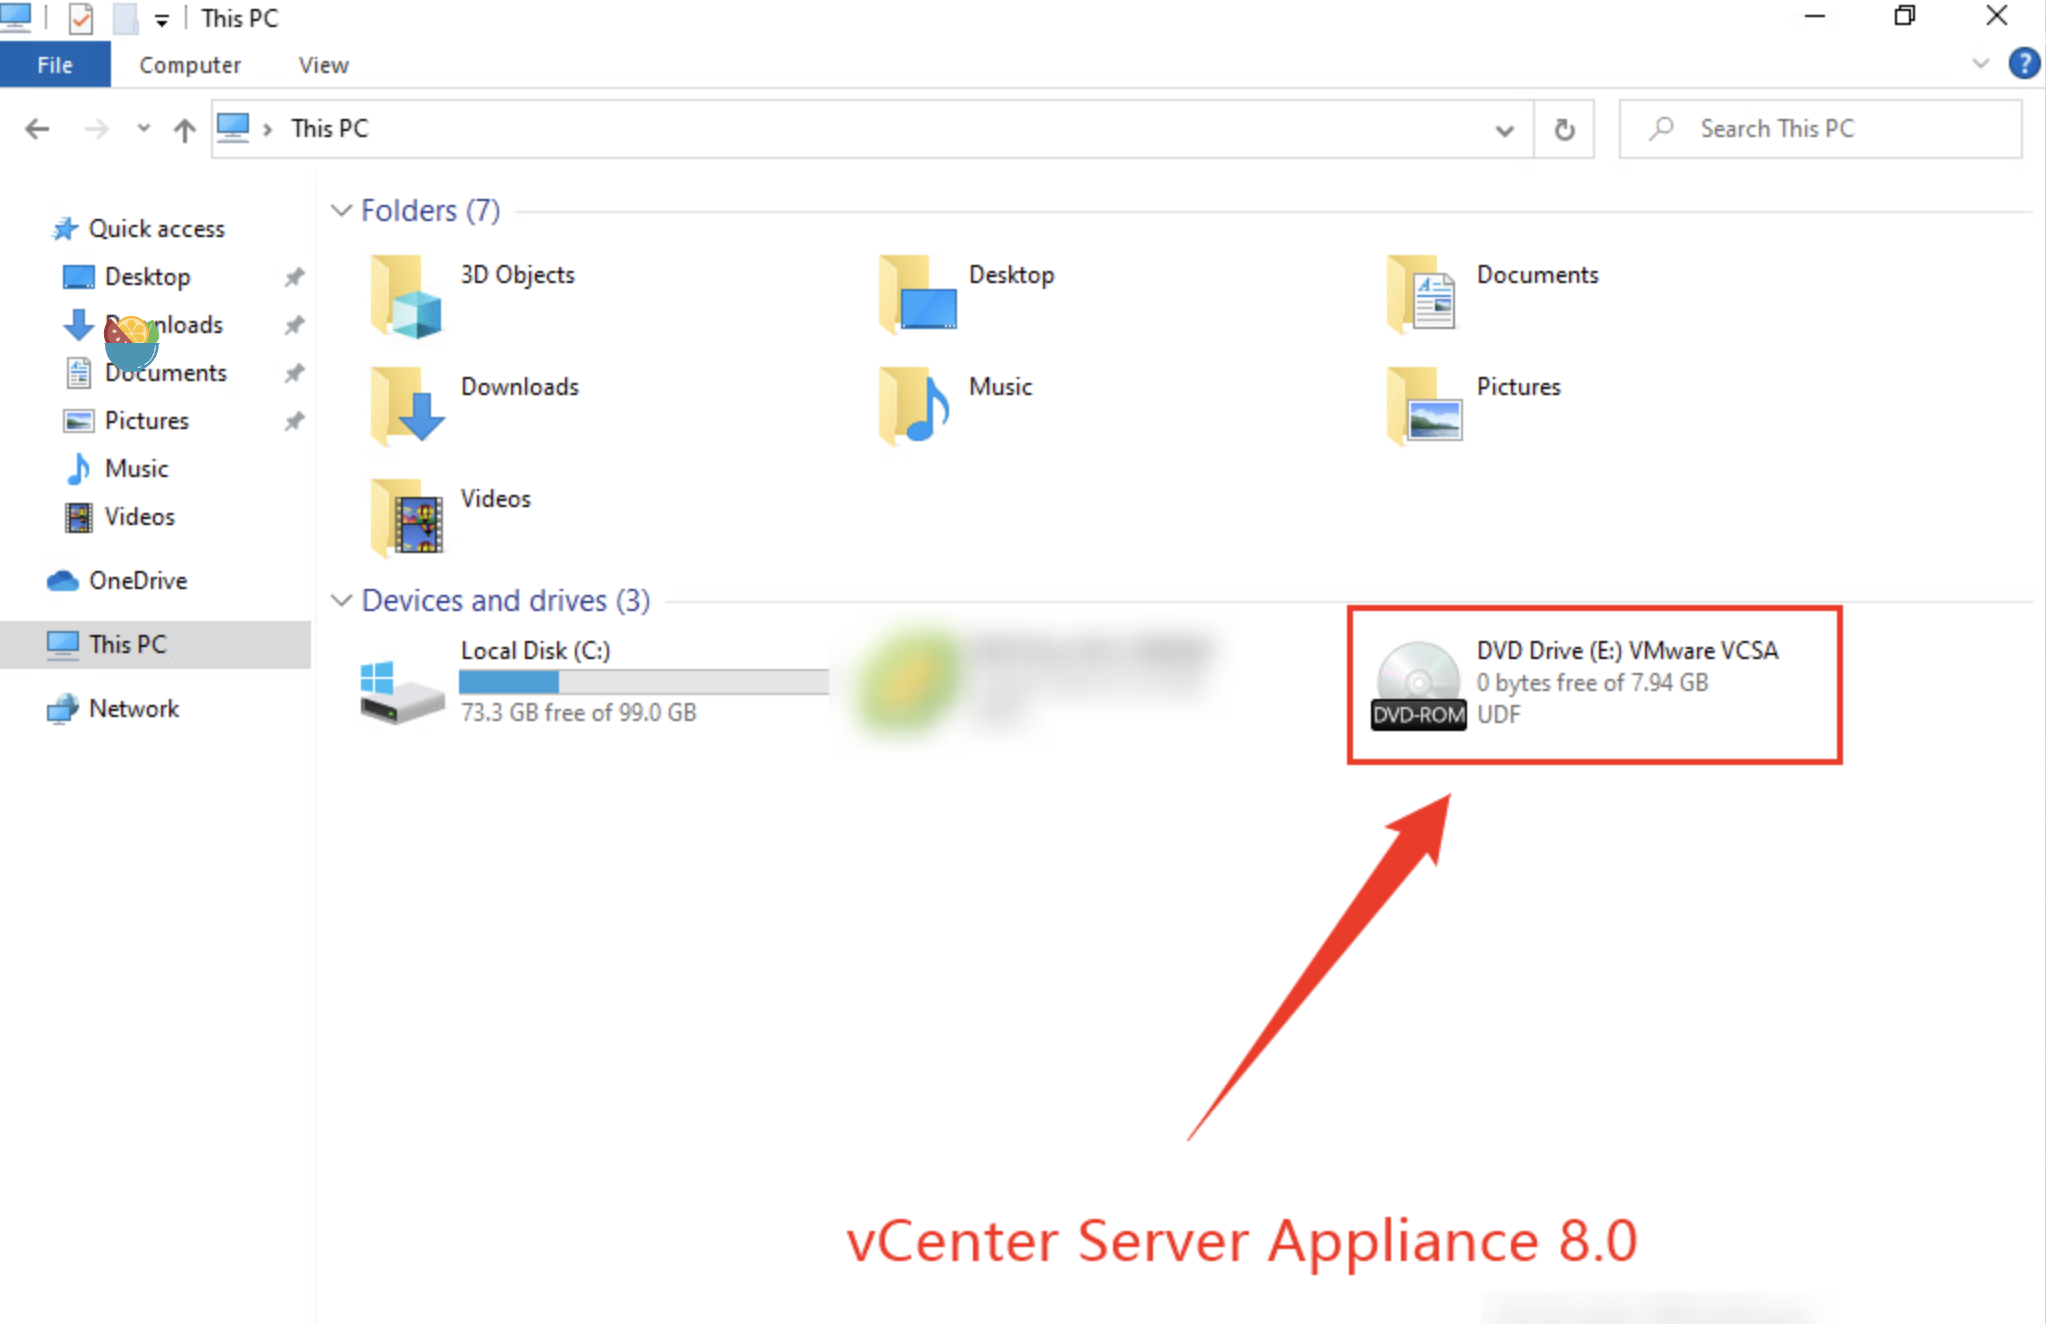 This PC
File Computer View
This PC
Search This PC
Quick access
Desktop
nloads
Documents
Pictures
Music
Videos
OneDrive
This PC
Network
Folders (7)
3D Objects
Desktop
Documents
Downloads
Music
Pictures
Videos
Devices and drives (3)
Local Disk (C:)
73.3 GB free of 99.0 GB
DVD-ROM
DVD Drive (E:) VMware VCSA
0 bytes free of 7.94 GB
UDF
vCenter Server Appliance 8.0